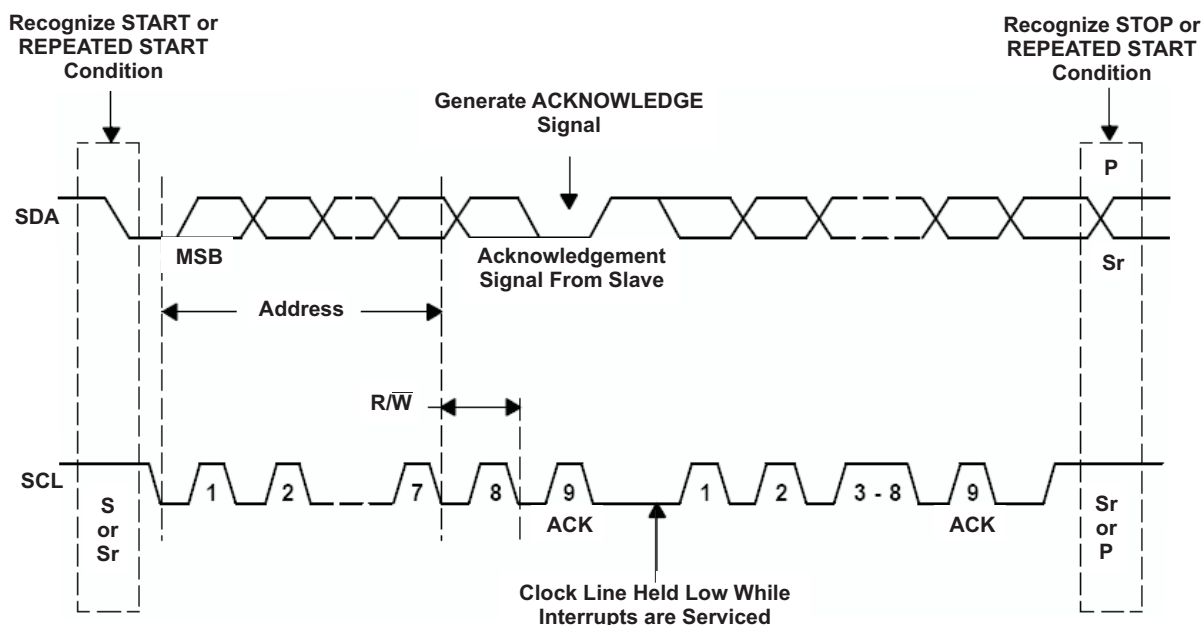 Recognize START or
REPEATED START
Condition
Recognize STOP or
REPEATED START
Condition
Generate ACKNOWLEDGE
Signal
P
SDA
MSB
Acknowledgement
Signal From Slave
Sr
Address
R/W̅
SCL
1
2
7
8
9
1
2
3 - 8
9
ACK
ACK
S
or
Sr
Sr
or
P
Clock Line Held Low While
Interrupts are Serviced